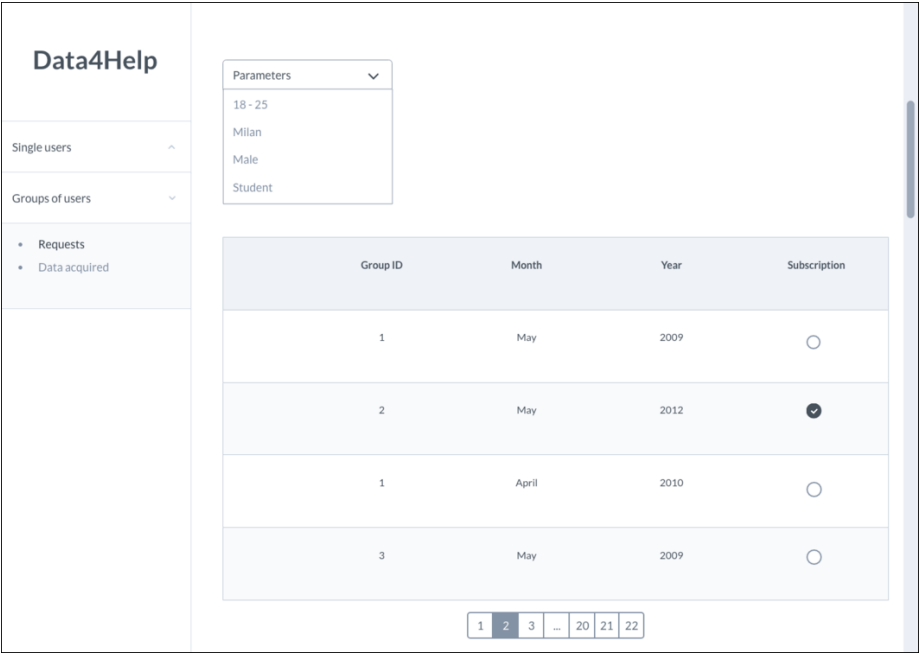 Data4Help
Single users
Groups of users
Requests
Data acquired
Parameters
18 - 25
Milan
Male
Student
Group ID Month Year Subscription
1 May 2009
2 May 2012
1 April 2010
3 May 2009
1 2 3 ... 20 21 22